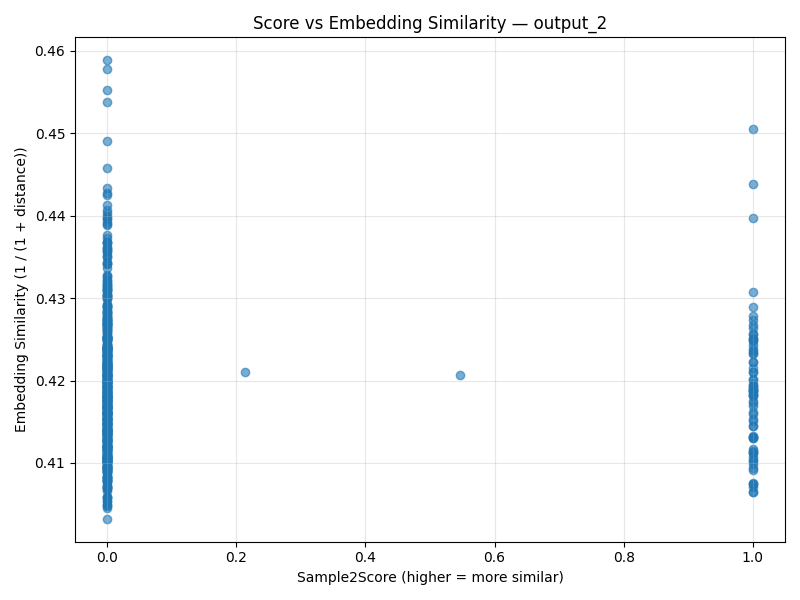 Score vs Embedding Similarity — output_2
Embedding Similarity (1 / (1 + distance))
0.46
0.45
0.44
0.43
0.42
0.41
0.0 0.2 0.4 0.6 0.8 1.0
Sample2Score (higher = more similar)